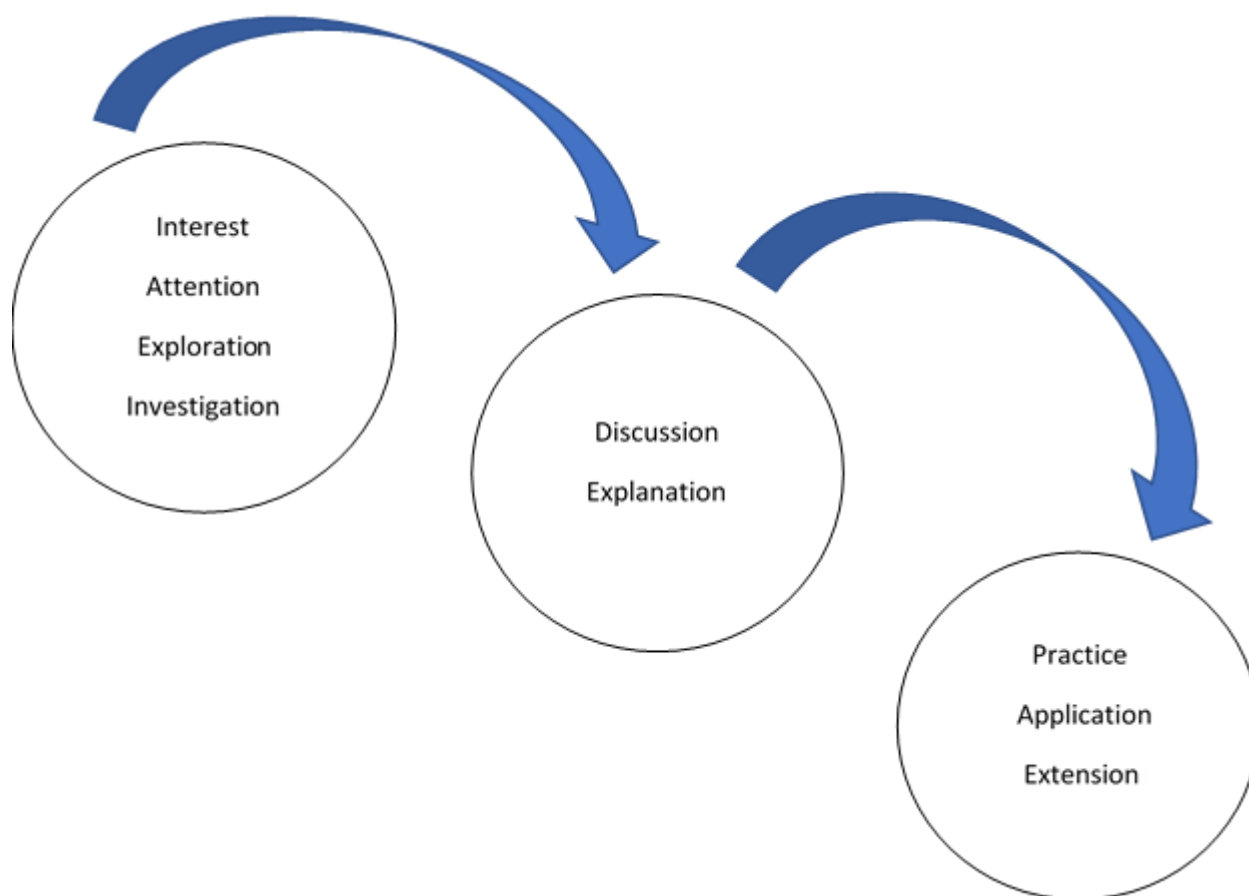 Interest
Attention
Exploration
Investigation
Discussion
Explanation
Practice
Application
Extension